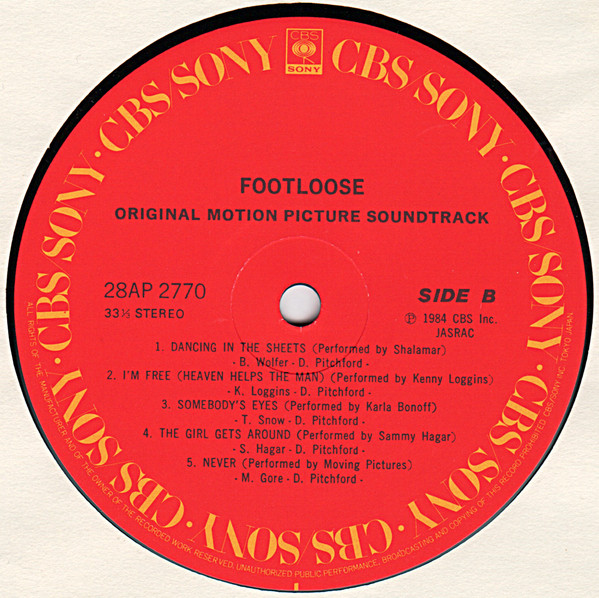 CBS
SONY
CBS/SONY · CBS/SONY · CBS/SONY · CBS/SONY · CBS/SONY · CBS SONY · CBS SONY · CBS/SONY
FOOTLOOSE
ORIGINAL MOTION PICTURE SOUNDTRACK
28AP 2770
33⅓ STEREO
SIDE B
Ⓟ 1984 CBS Inc.
JASRAC
1. DANCING IN THE SHEETS (Performed by Shalamar)
- B. Wolfer - D. Pitchford -
2. I'M FREE (HEAVEN HELPS THE MAN) (Performed by Kenny Loggins)
- K. Loggins - D. Pitchford -
3. SOMEBODY'S EYES (Performed by Karla Bonoff)
- T. Snow - D. Pitchford -
4. THE GIRL GETS AROUND (Performed by Sammy Hagar)
- S. Hagar - D. Pitchford -
5. NEVER (Performed by Moving Pictures)
- M. Gore - D. Pitchford -
ALL RIGHTS OF THE MANUFACTURER AND OF THE OWNER OF THE RECORDED WORK RESERVED. UNAUTHORIZED PUBLIC PERFORMANCE, BROADCASTING AND COPYING OF THIS RECORD PROHIBITED. CBS/SONY INC. TOKYO JAPAN.